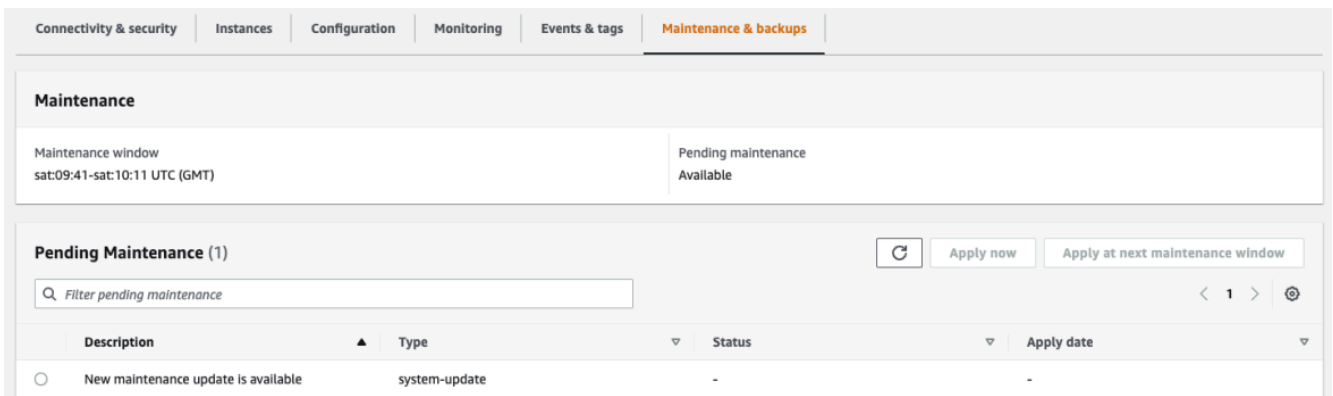 Connectivity & security Instances Configuration Monitoring Events & tags Maintenance & backups
Maintenance
Maintenance window Pending maintenance
sat:09:41-sat:10:11 UTC (GMT) Available
Pending Maintenance (1) Apply now Apply at next maintenance window
Filter pending maintenance 1
Description Type Status Apply date
New maintenance update is available system-update - -